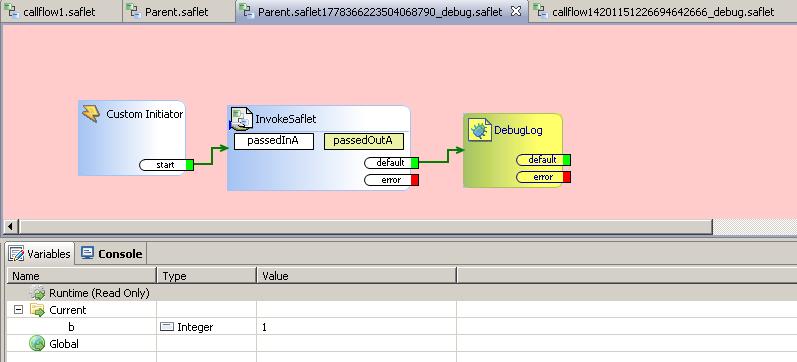 callflow1.saflet
Parent.saflet
Parent.saflet1778366223504068790_debug.saflet
callflow14201151226694642666_debug.saflet
Custom Initiator
start
InvokeSaflet
passedInA
passedOutA
default
error
DebugLog
default
error
Variables
Console
Name Type Value
Runtime (Read Only)
Current
b Integer 1
Global